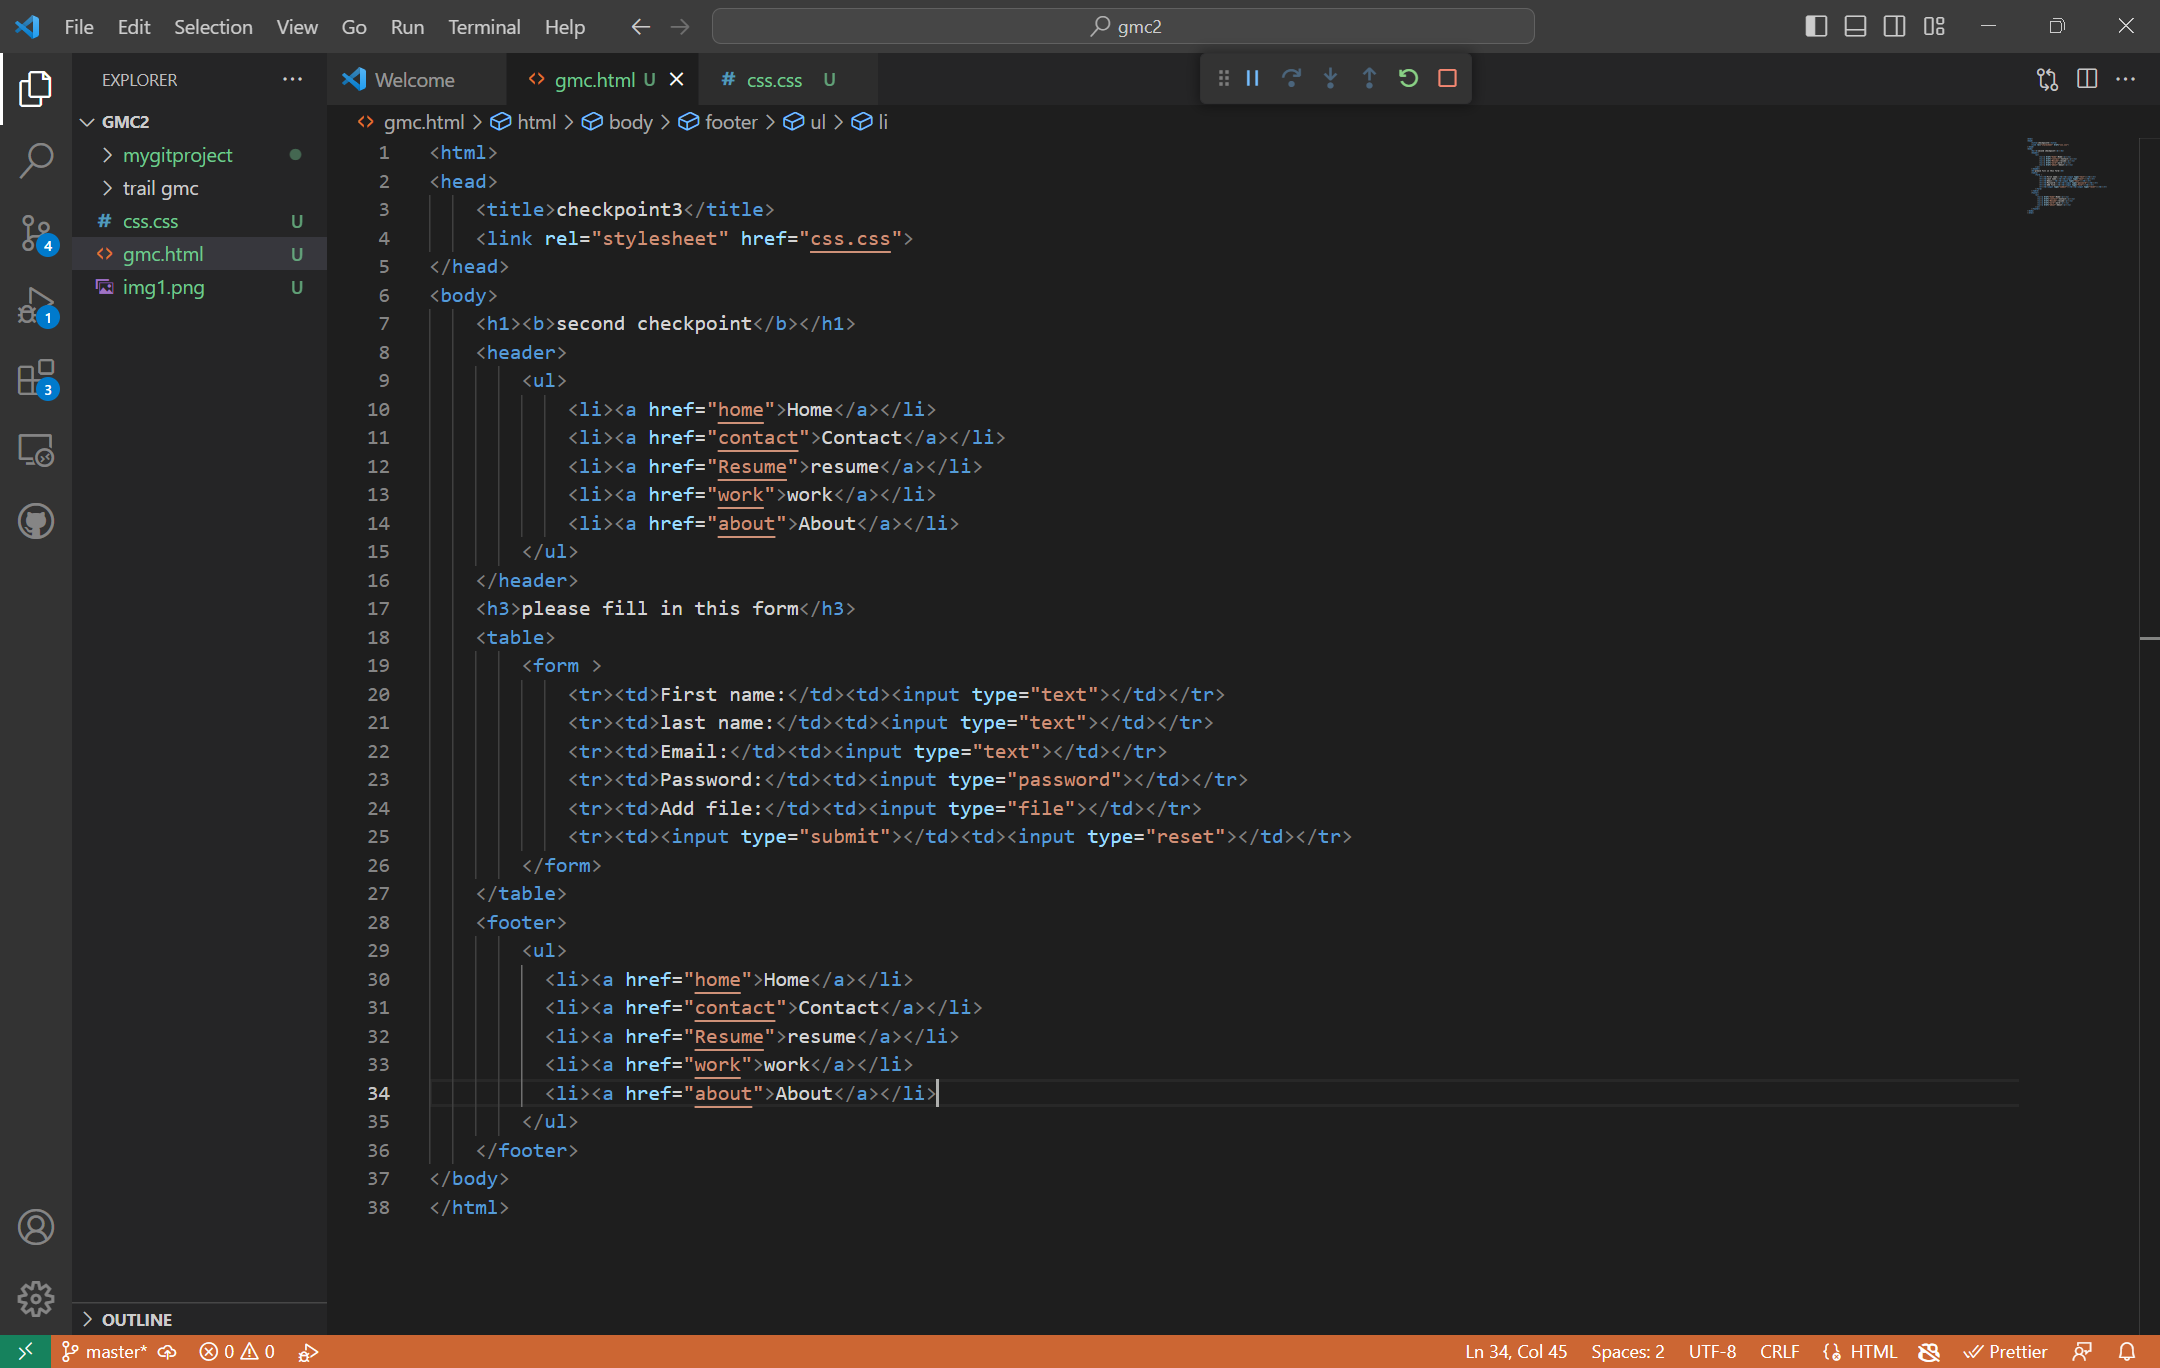 File Edit Selection View Go Run Terminal Help gmc2
EXPLORER
GMC2
mygitproject
trail gmc
# css.css U
<> gmc.html U
img1.png U
OUTLINE
4
1
3
Welcome
<> gmc.html U
# css.css U
<> gmc.html > html > body > footer > ul > li
1 <html>
2 <head>
3 <title>checkpoint3</title>
4 <link rel="stylesheet" href="css.css">
5 </head>
6 <body>
7 <h1><b>second checkpoint</b></h1>
8 <header>
9 <ul>
10 <li><a href="home">Home</a></li>
11 <li><a href="contact">Contact</a></li>
12 <li><a href="Resume">resume</a></li>
13 <li><a href="work">work</a></li>
14 <li><a href="about">About</a></li>
15 </ul>
16 </header>
17 <h3>please fill in this form</h3>
18 <table>
19 <form >
20 <tr><td>First name:</td><td><input type="text"></td></tr>
21 <tr><td>last name:</td><td><input type="text"></td></tr>
22 <tr><td>Email:</td><td><input type="text"></td></tr>
23 <tr><td>Password:</td><td><input type="password"></td></tr>
24 <tr><td>Add file:</td><td><input type="file"></td></tr>
25 <tr><td><input type="submit"></td><td><input type="reset"></td></tr>
26 </form>
27 </table>
28 <footer>
29 <ul>
30 <li><a href="home">Home</a></li>
31 <li><a href="contact">Contact</a></li>
32 <li><a href="Resume">resume</a></li>
33 <li><a href="work">work</a></li>
34 <li><a href="about">About</a></li>
35 </ul>
36 </footer>
37 </body>
38 </html>
master* 0 0 Ln 34, Col 45 Spaces: 2 UTF-8 CRLF HTML Prettier